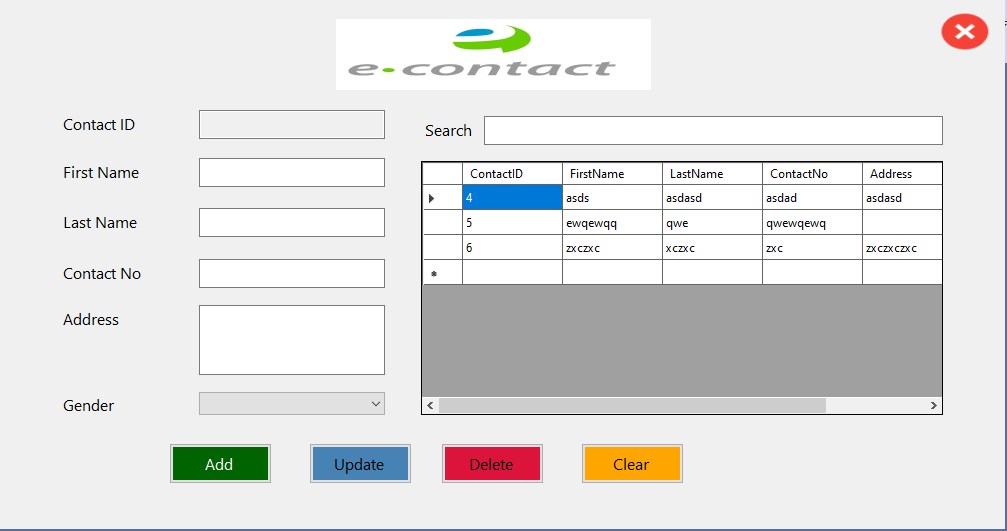 e-contact
Contact ID
First Name
Last Name
Contact No
Address
Gender
Search
ContactID FirstName LastName ContactNo Address
4 asds asdasd asdad asdasd
5 ewqewqq qwe qwewqewq
6 zxczxc xczxc zxc zxczxczxc
Add Update Delete Clear